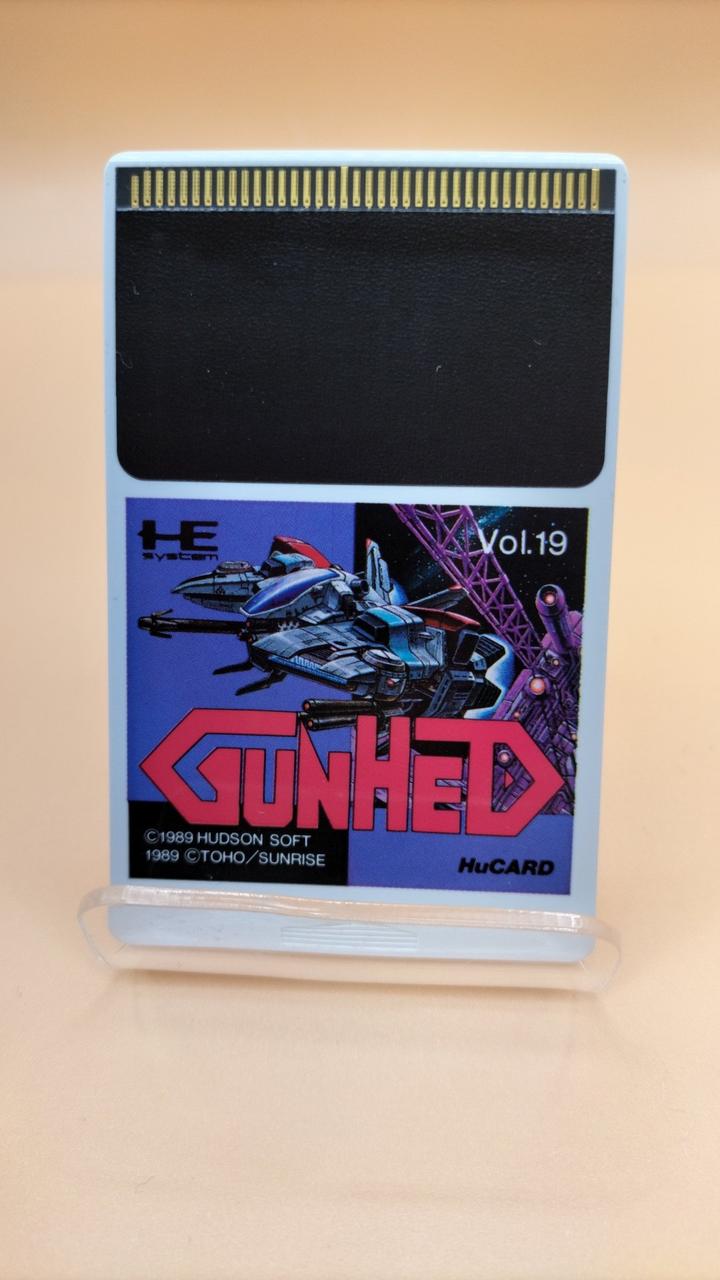 HE
system
Vol.19
GUNHED
©1989 HUDSON SOFT
1989 ©TOHO/SUNRISE
HuCARD